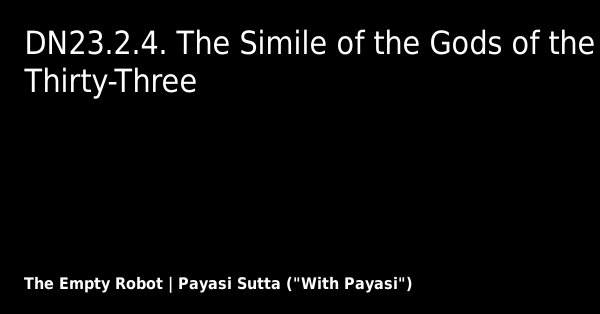 DN23.2.4. The Simile of the Gods of the
Thirty-Three
The Empty Robot | Payasi Sutta ("With Payasi")